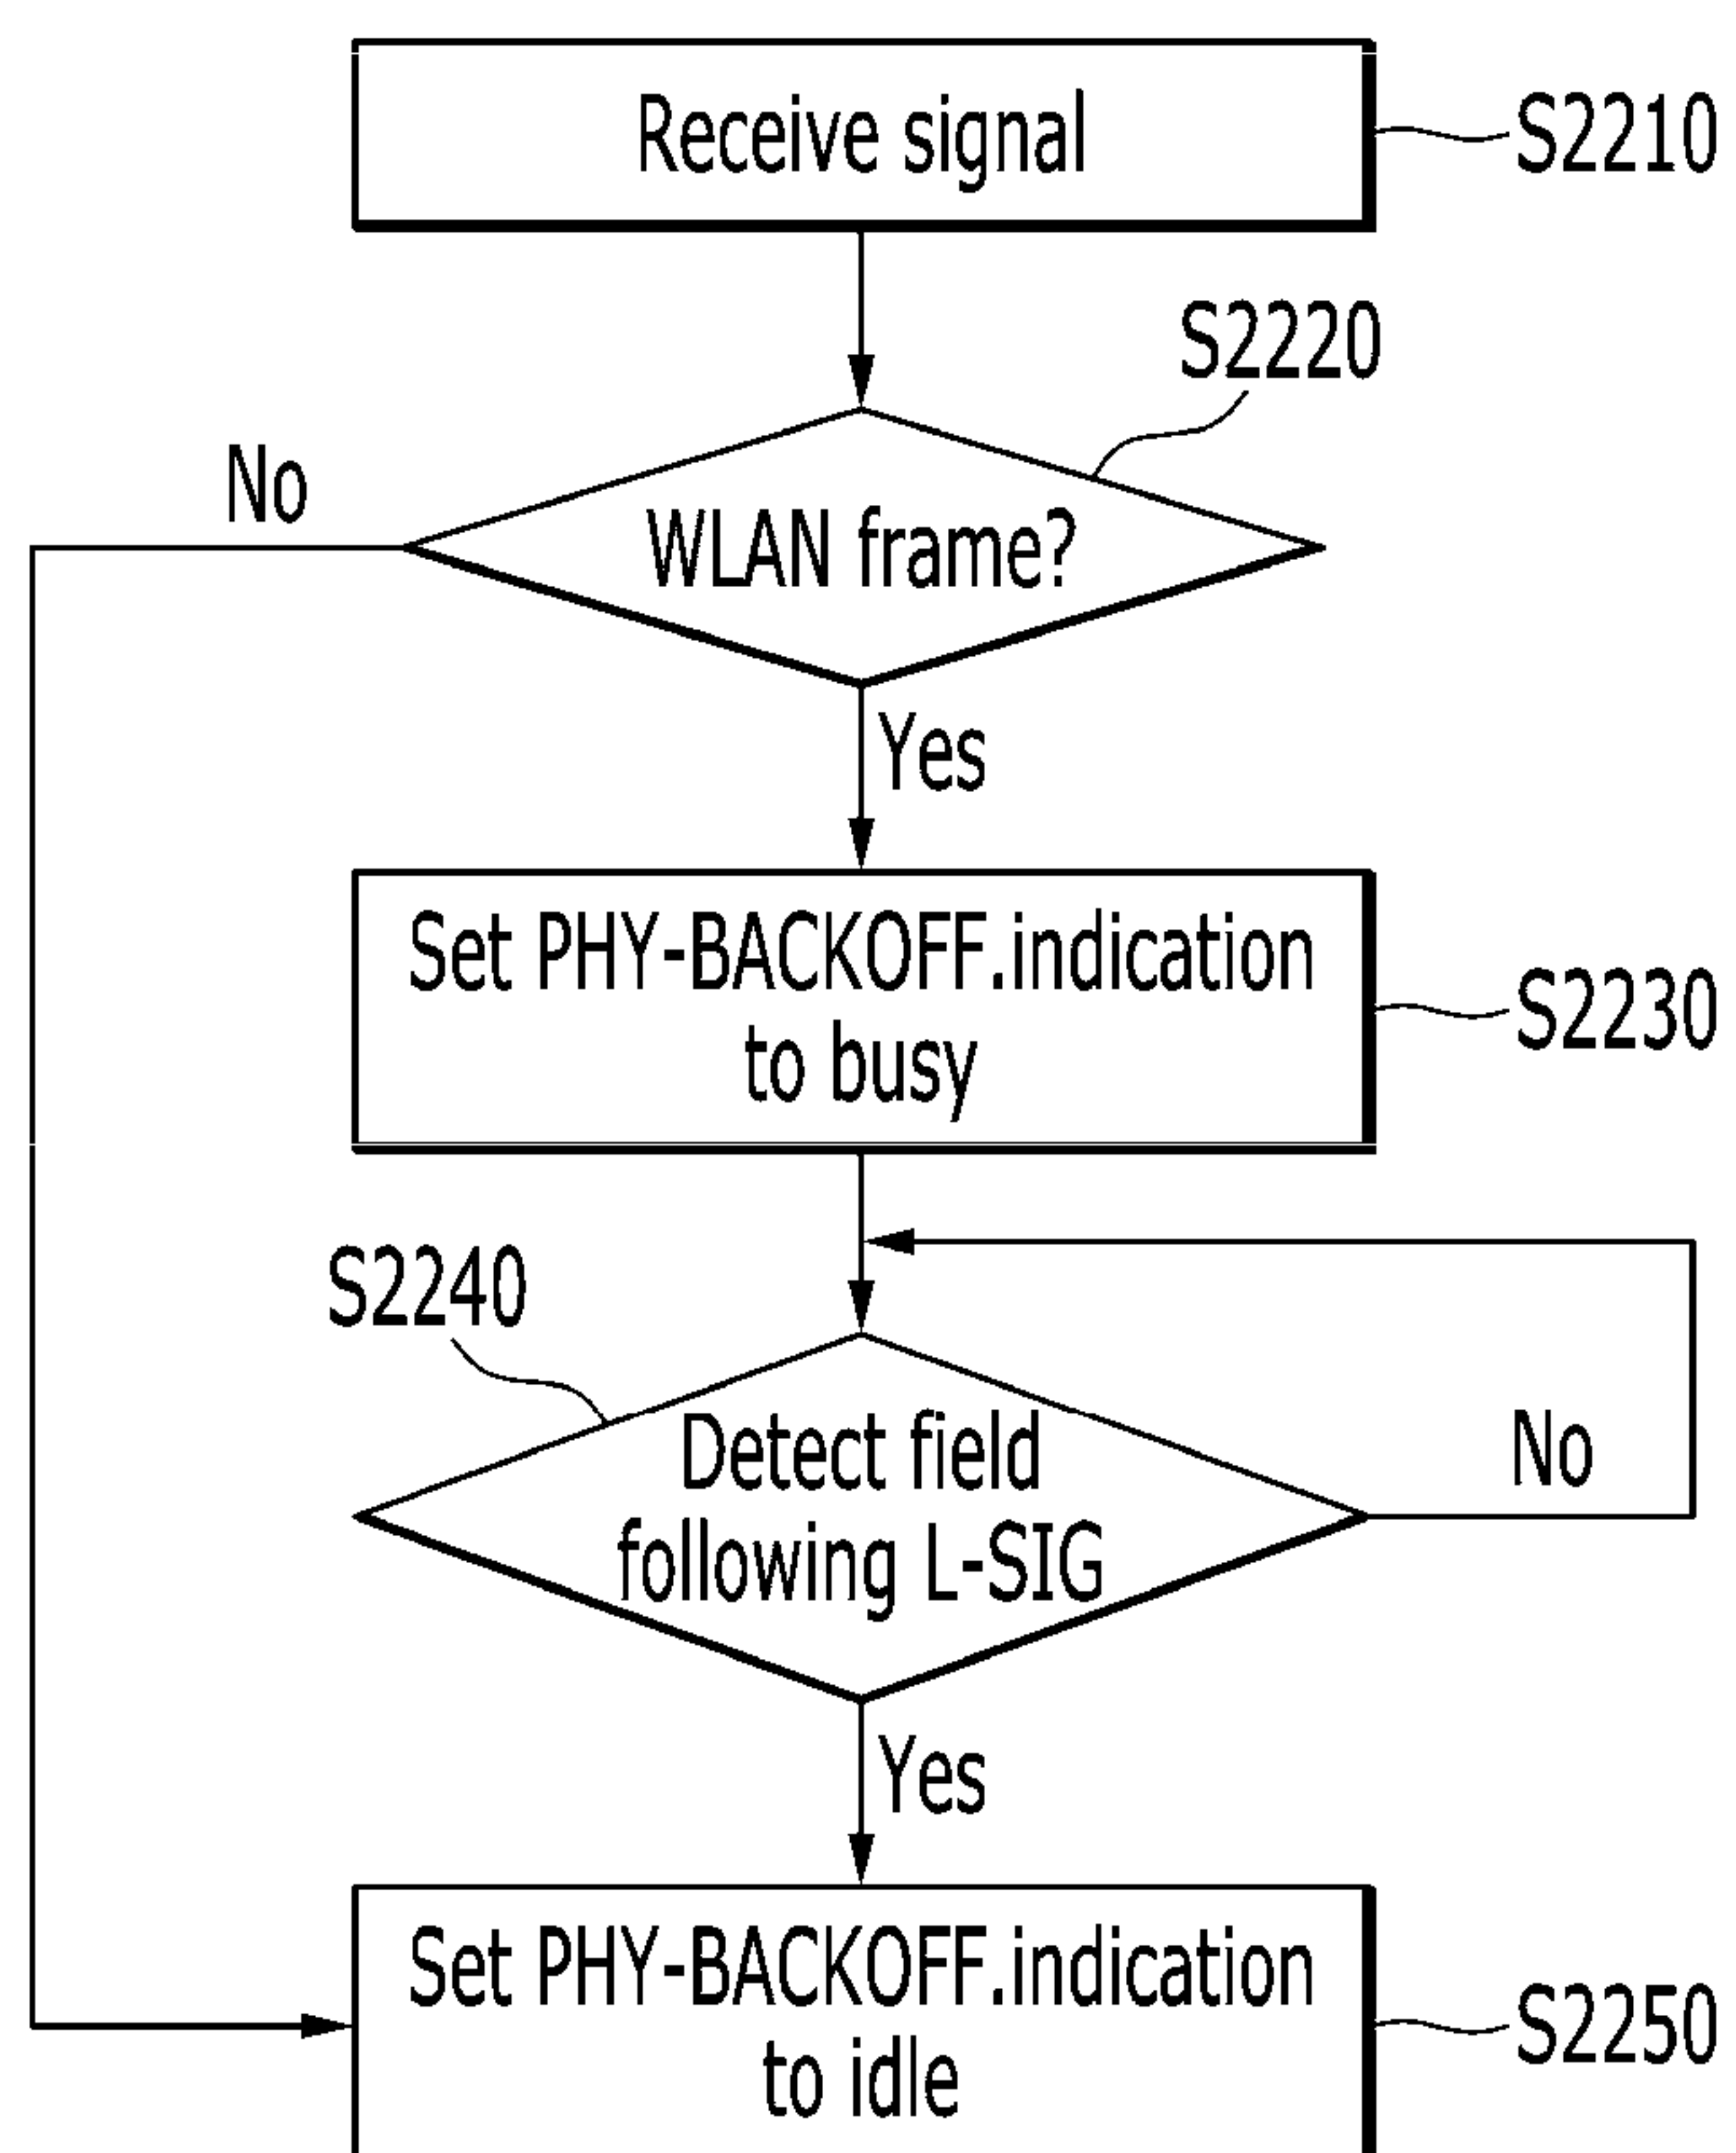 Receive signal
S2210
S2220
No
WLAN frame?
Yes
Set PHY-BACKOFF.indication
to busy
S2230
S2240
Detect field
following L-SIG
No
Yes
Set PHY-BACKOFF.indication
to idle
S2250